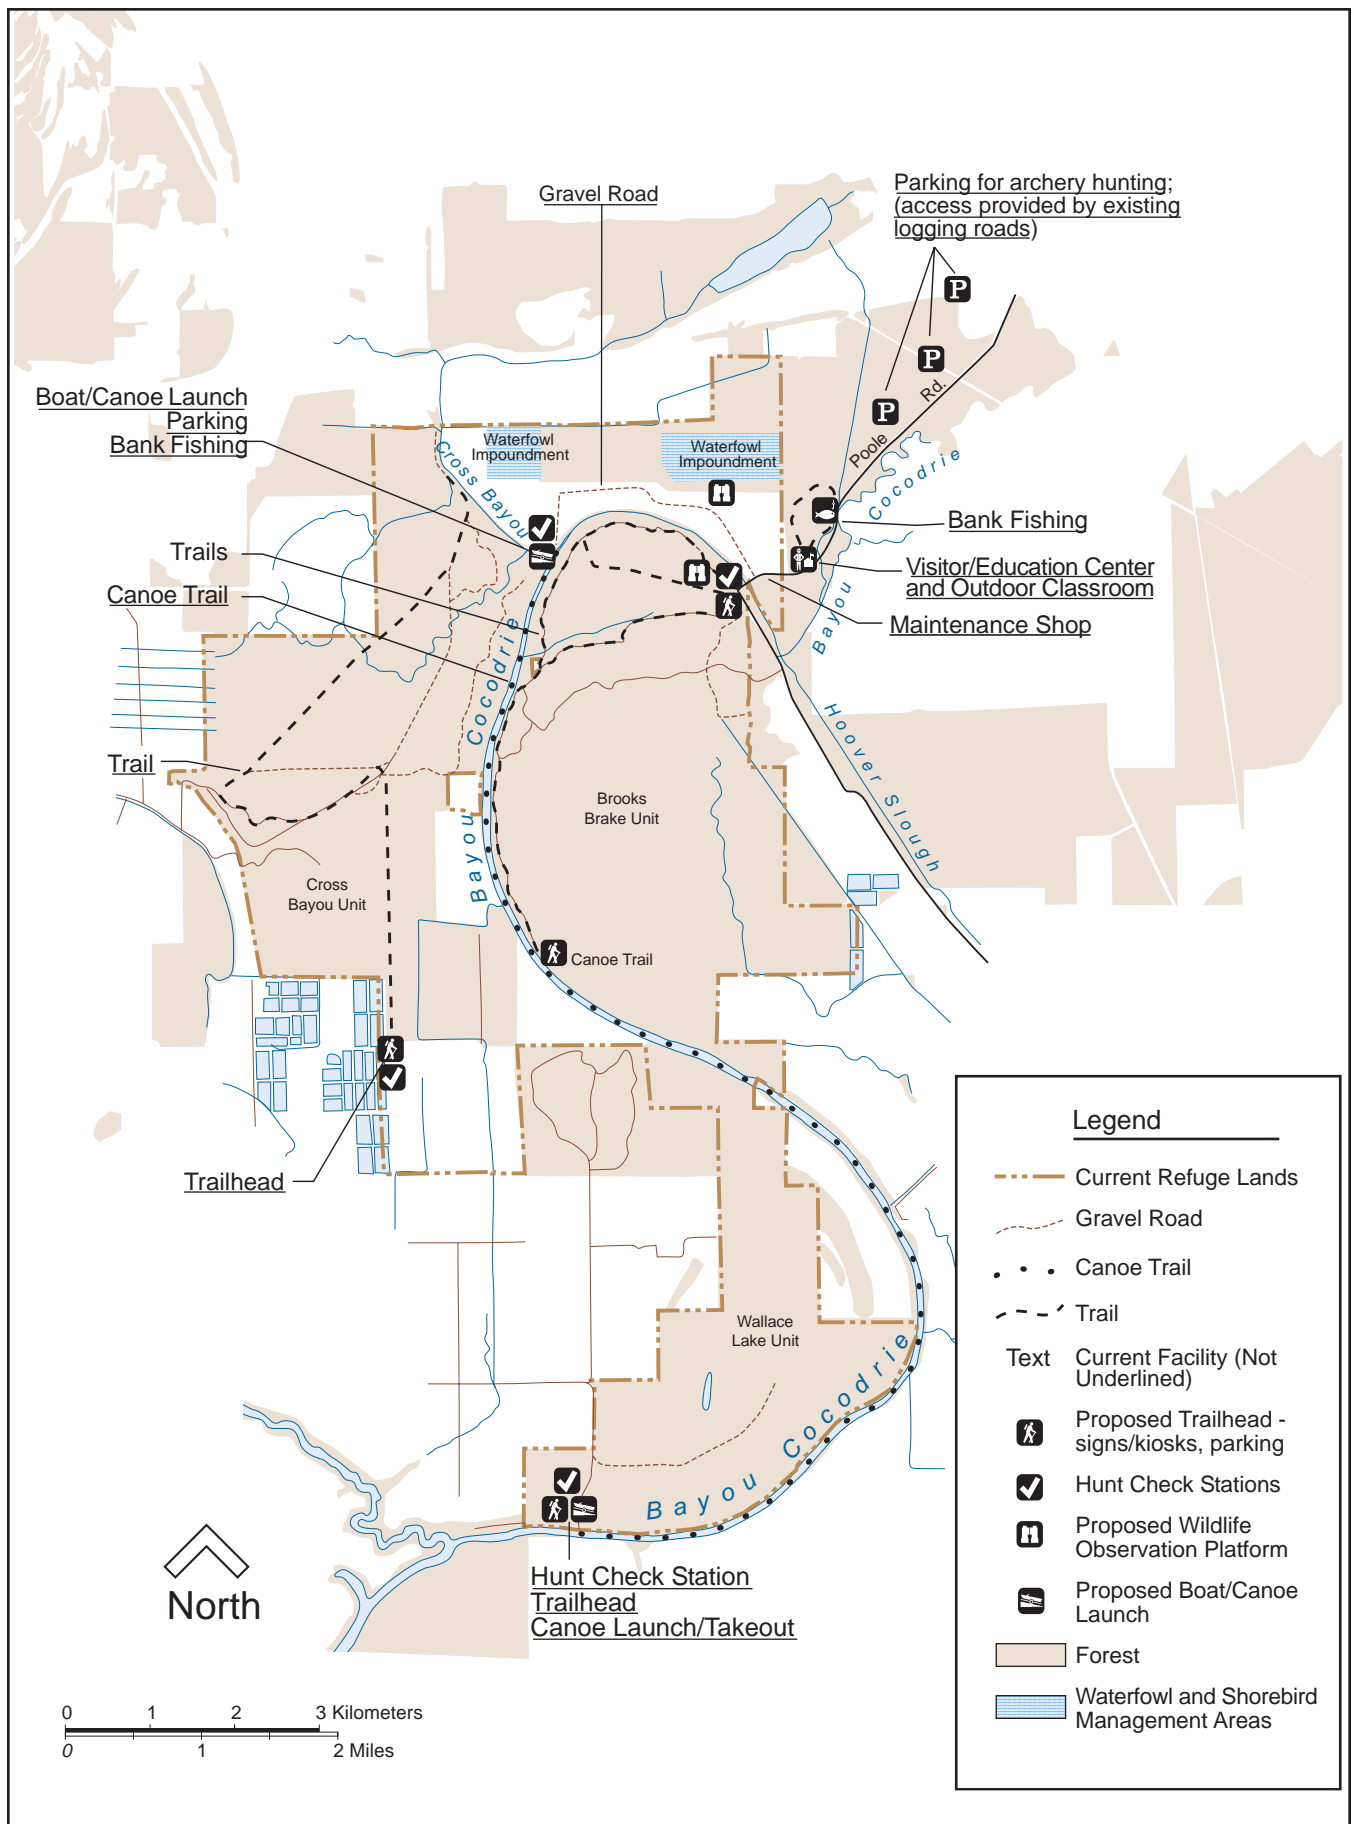 Gravel Road
Parking for archery hunting;
(access provided by existing
logging roads)
P
P
P
Boat/Canoe Launch
Parking
Bank Fishing
Waterfowl
Impoundment
Waterfowl
Impoundment
Poole Rd.
Cross Bayou
Bayou Cocodrie
Bank Fishing
Trails
Visitor/Education Center
and Outdoor Classroom
Canoe Trail
Maintenance Shop
Bayou Cocodrie
Hoover Slough
Trail
Brooks
Brake Unit
Cross
Bayou Unit
Canoe Trail
Trailhead
Wallace
Lake Unit
Bayou Cocodrie
Hunt Check Station
Trailhead
Canoe Launch/Takeout
North
0 1 2 3 Kilometers
0 1 2 Miles
Legend
Current Refuge Lands
Gravel Road
Canoe Trail
Trail
Text Current Facility (Not
Underlined)
Proposed Trailhead -
signs/kiosks, parking
Hunt Check Stations
Proposed Wildlife
Observation Platform
Proposed Boat/Canoe
Launch
Forest
Waterfowl and Shorebird
Management Areas